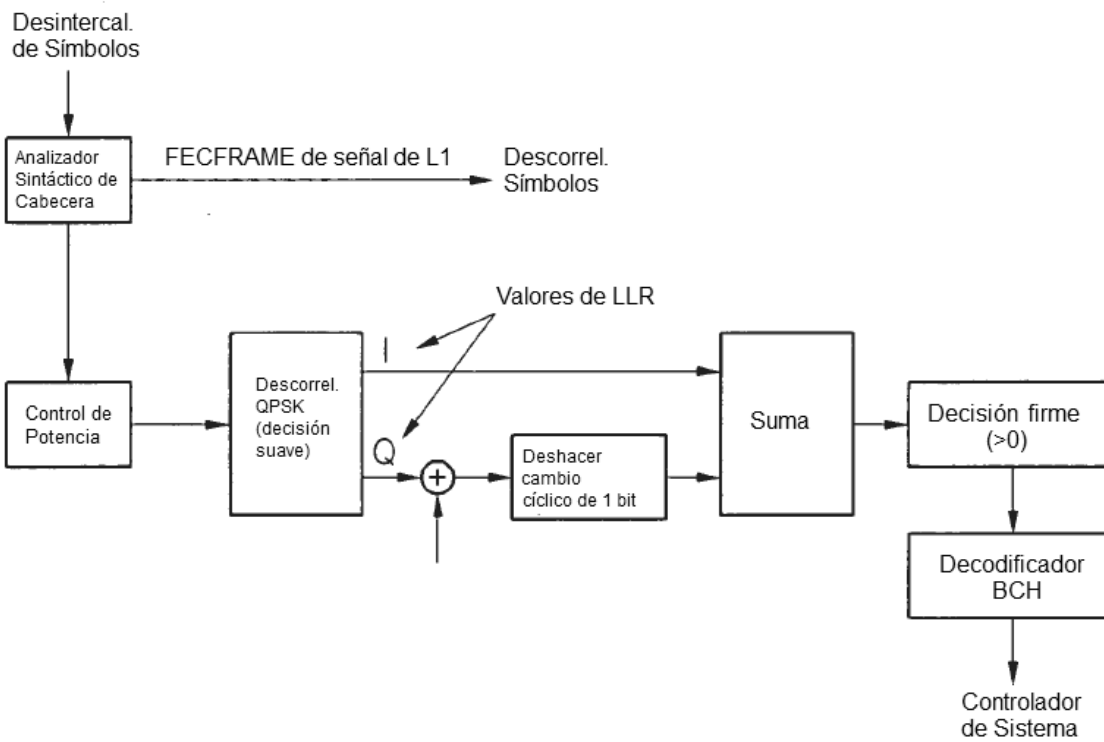 Desintercal.
de Símbolos
Analizador
Sintáctico de
Cabecera
FECFRAME de señal de L1
Descorrel.
Símbolos
Valores de LLR
I
Descorrel.
QPSK
(decisión
suave)
Q
Control de
Potencia
+
Deshacer
cambio
cíclico de 1 bit
Suma
Decisión firme
(>0)
Decodificador
BCH
Controlador
de Sistema